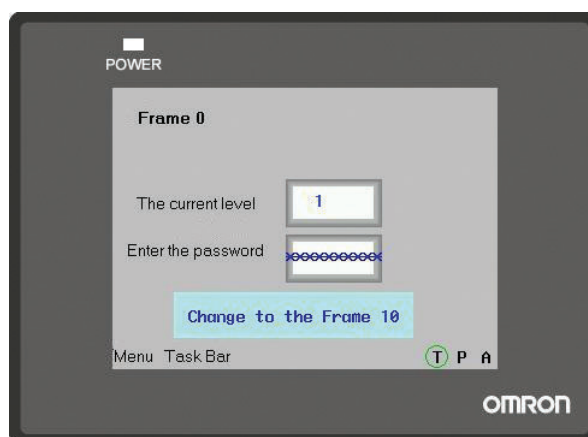 POWER
Frame 0
The current level 1
Enter the password xxxxxxxxxx
Change to the Frame 10
Menu Task Bar T P A
OMRON